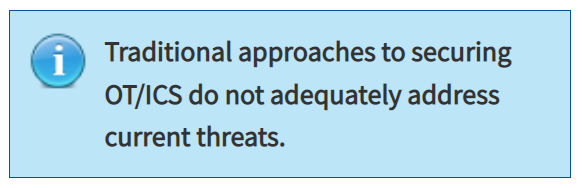 Traditional approaches to securing
OT/ICS do not adequately address
current threats.